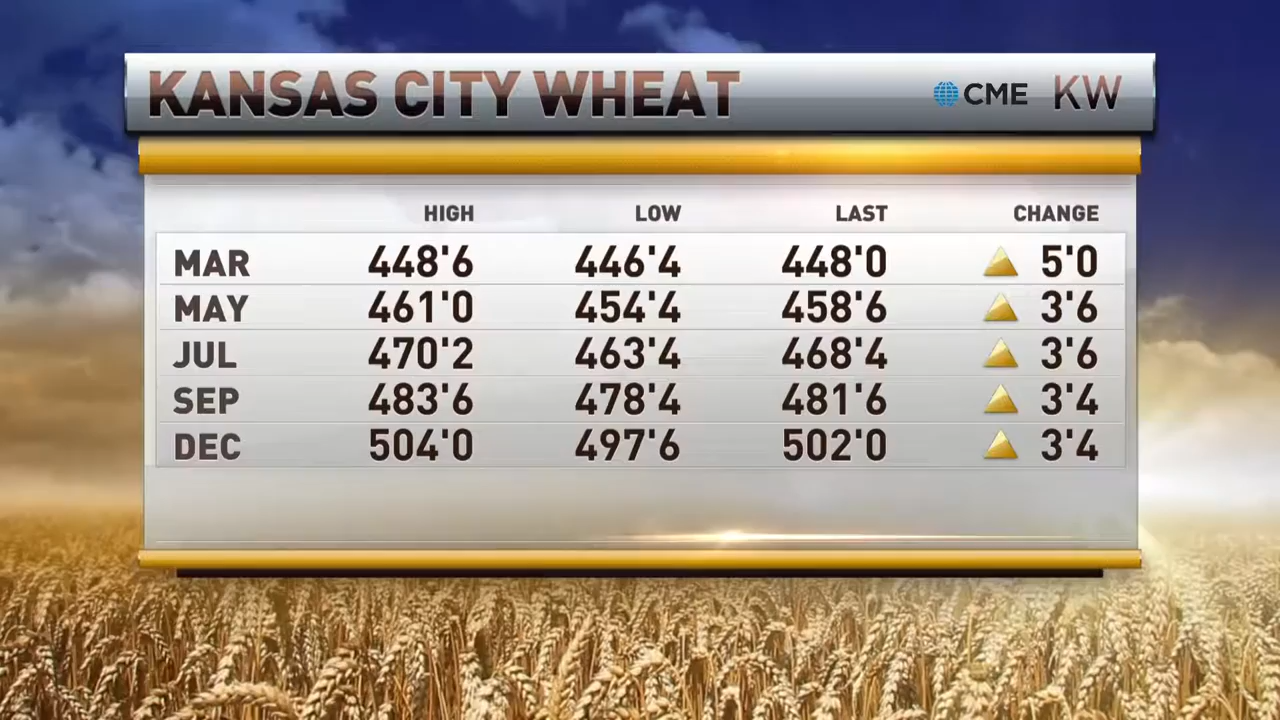 KANSAS CITY WHEAT CME KW
HIGH LOW LAST CHANGE
MAR 448'6 446'4 448'0 5'0
MAY 461'0 454'4 458'6 3'6
JUL 470'2 463'4 468'4 3'6
SEP 483'6 478'4 481'6 3'4
DEC 504'0 497'6 502'0 3'4